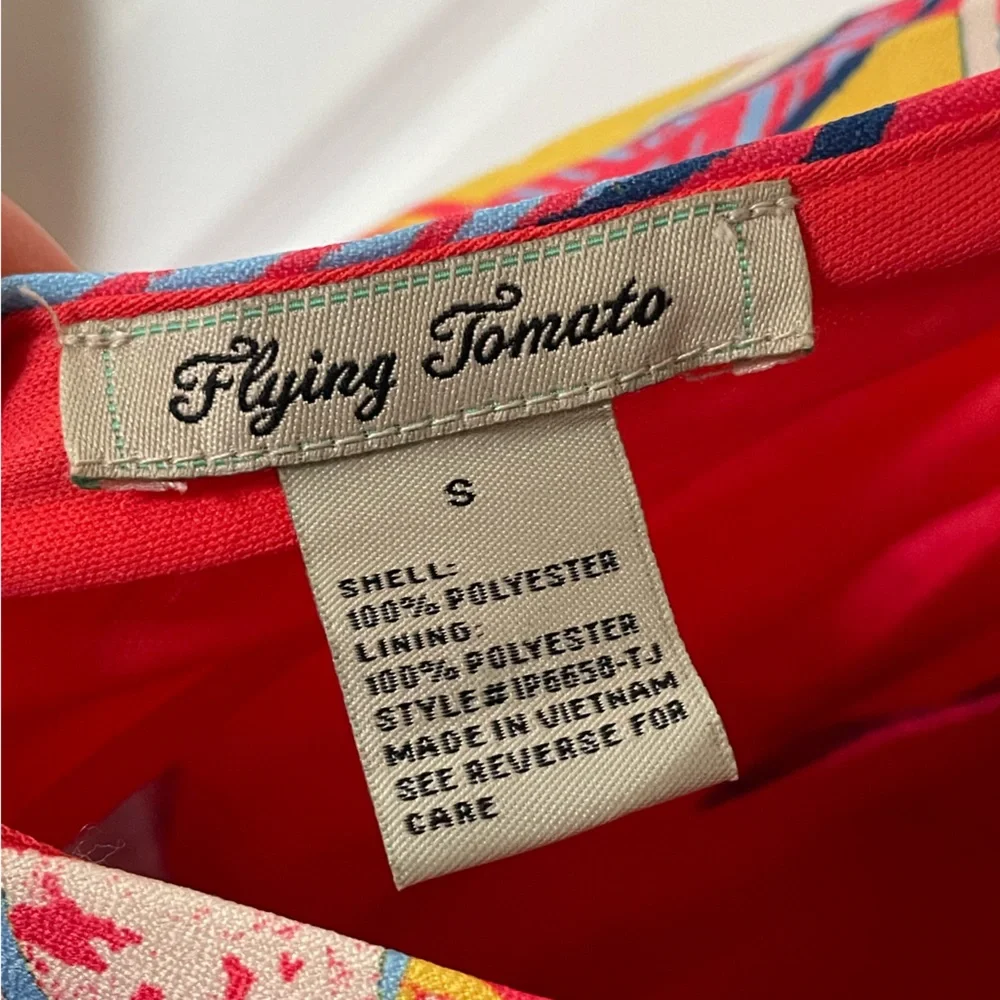 Flying Tomato
S
SHELL:
100% POLYESTER
LINING:
100% POLYESTER
STYLE#IP6658-TJ
MADE IN VIETNAM
SEE REVERSE FOR
CARE